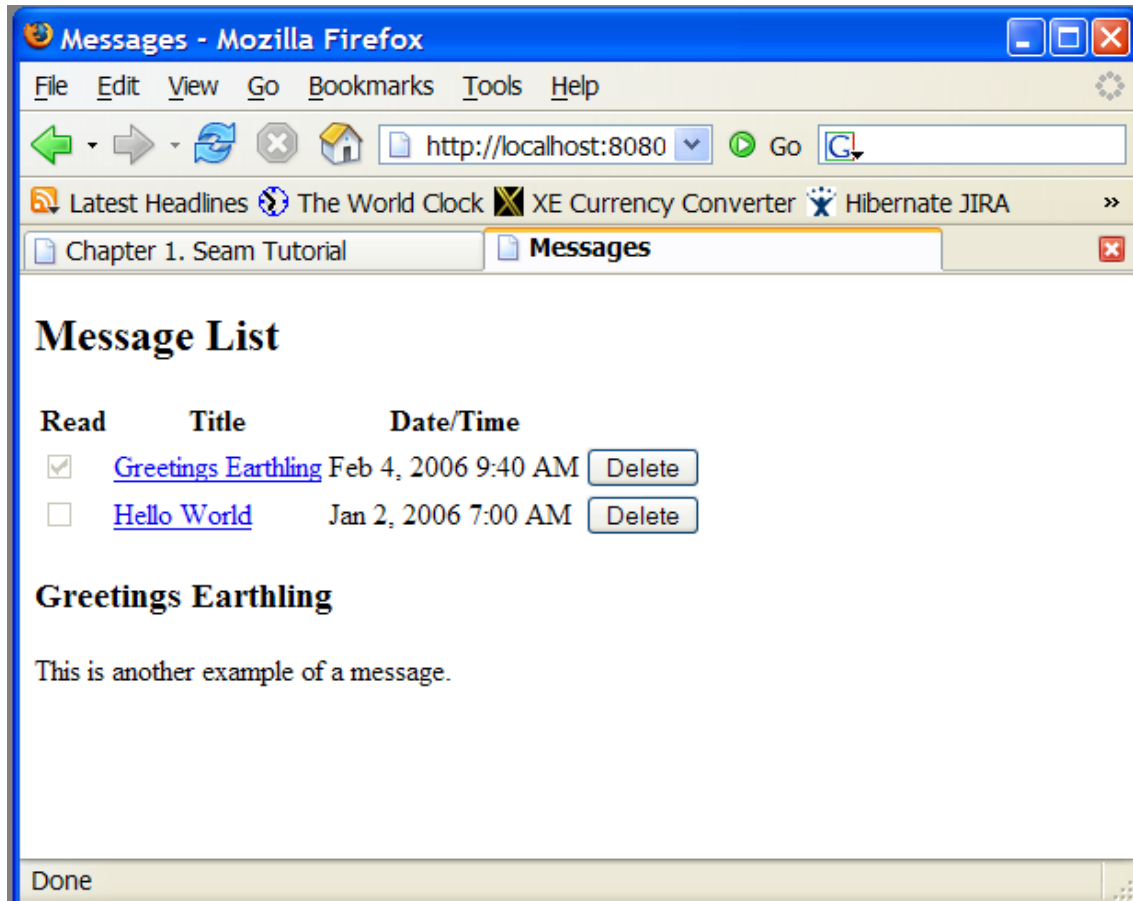 Messages - Mozilla Firefox
File Edit View Go Bookmarks Tools Help
http://localhost:8080 Go G
Latest Headlines The World Clock XE Currency Converter Hibernate JIRA »
Chapter 1. Seam Tutorial Messages
Message List
Read Title Date/Time
Greetings Earthling Feb 4, 2006 9:40 AM Delete
Hello World Jan 2, 2006 7:00 AM Delete
Greetings Earthling
This is another example of a message.
Done